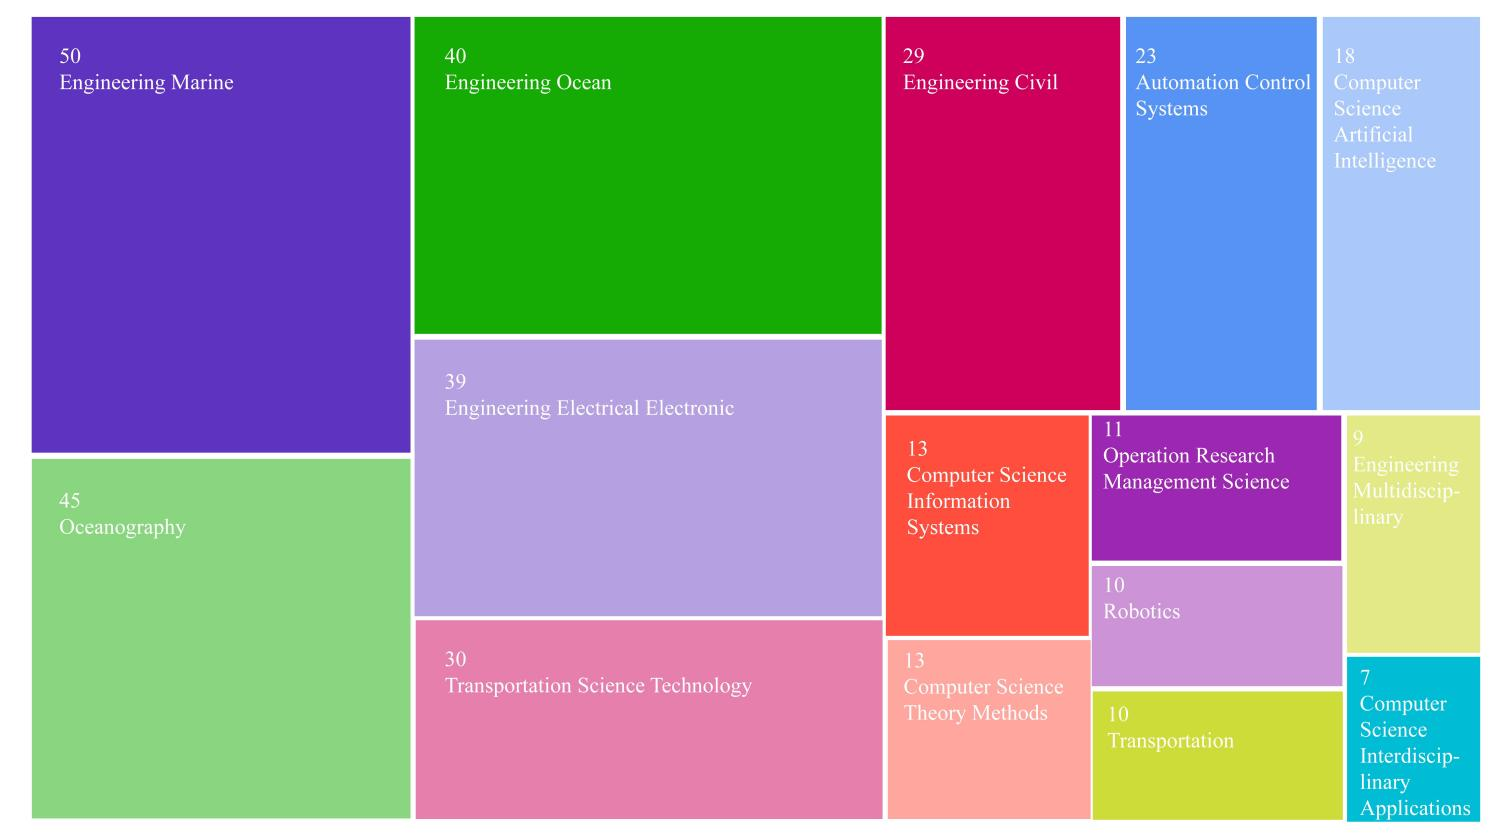 50
Engineering Marine
45
Oceanography
40
Engineering Ocean
39
Engineering Electrical Electronic
30
Transportation Science Technology
29
Engineering Civil
23
Automation Control
Systems
18
Computer
Science
Artificial
Intelligence
13
Computer Science
Information
Systems
13
Computer Science
Theory Methods
11
Operation Research
Management Science
10
Robotics
10
Transportation
9
Engineering
Multidiscip-
linary
7
Computer
Science
Interdiscip-
linary
Applications